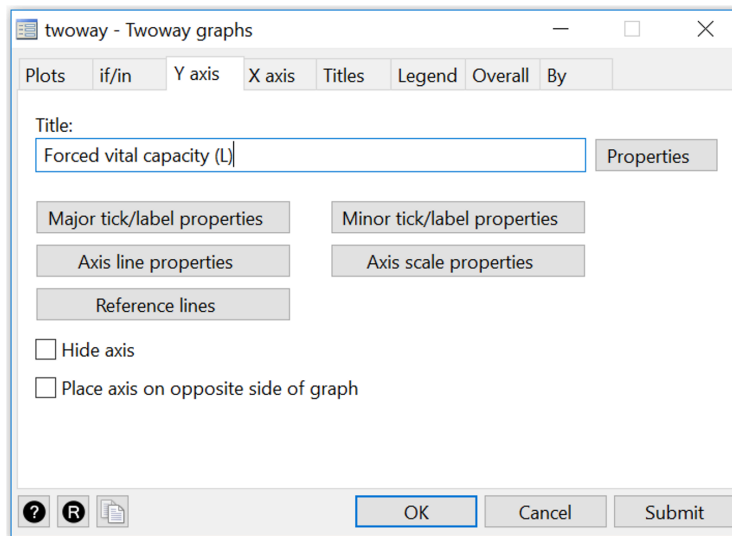 twoway - Twoway graphs
Plots if/in Y axis X axis Titles Legend Overall By
Title:
Forced vital capacity (L)
Properties
Major tick/label properties Minor tick/label properties
Axis line properties Axis scale properties
Reference lines
Hide axis
Place axis on opposite side of graph
? R OK Cancel Submit